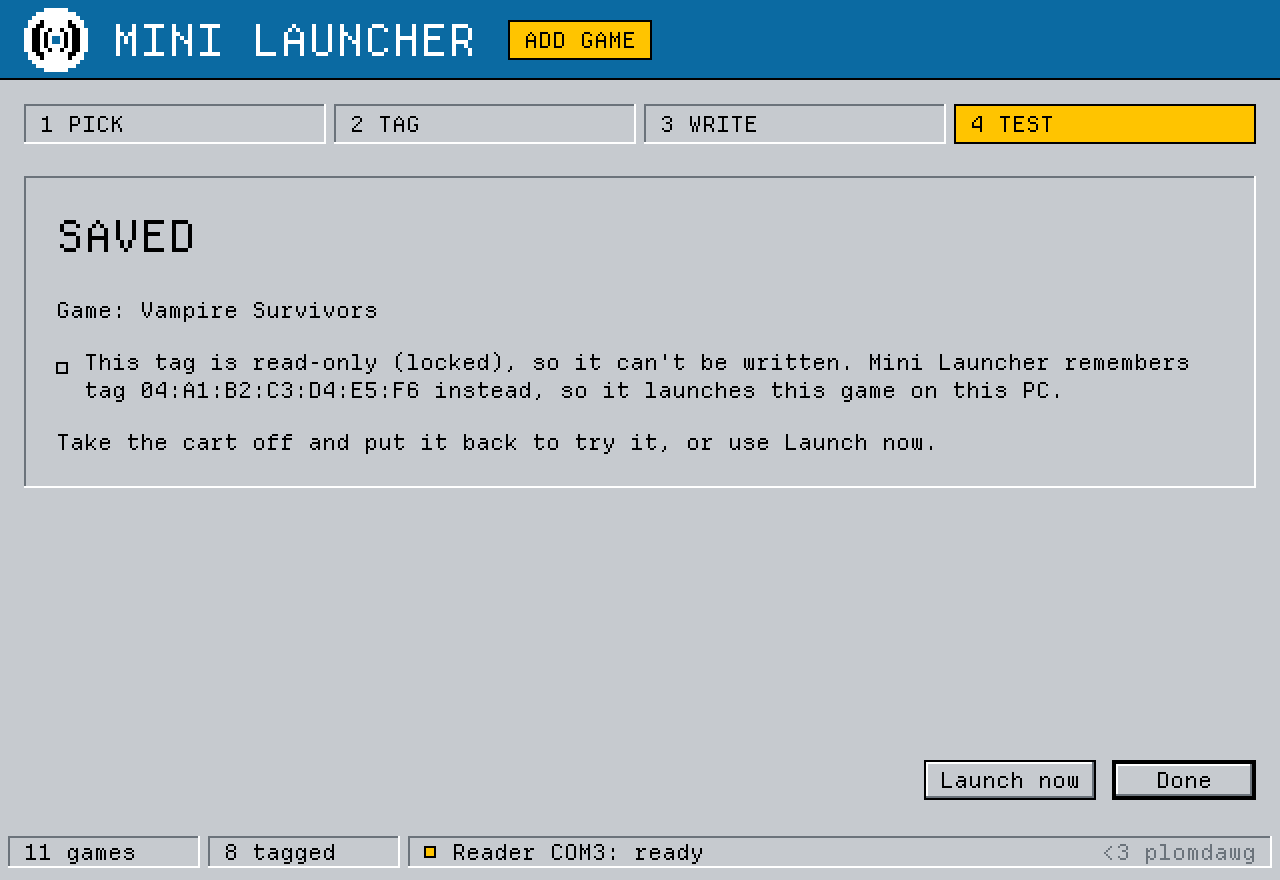 MINI LAUNCHER
ADD GAME
1 PICK
2 TAG
3 WRITE
4 TEST
SAVED
Game: Vampire Survivors
This tag is read-only (locked), so it can't be written. Mini Launcher remembers
tag 04:A1:B2:C3:D4:E5:F6 instead, so it launches this game on this PC.
Take the cart off and put it back to try it, or use Launch now.
Launch now
Done
11 games
8 tagged
Reader COM3: ready
<3 plomdawg